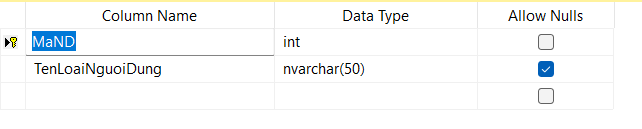 Column Name Data Type Allow Nulls
MaND int
TenLoaiNguoiDung nvarchar(50)